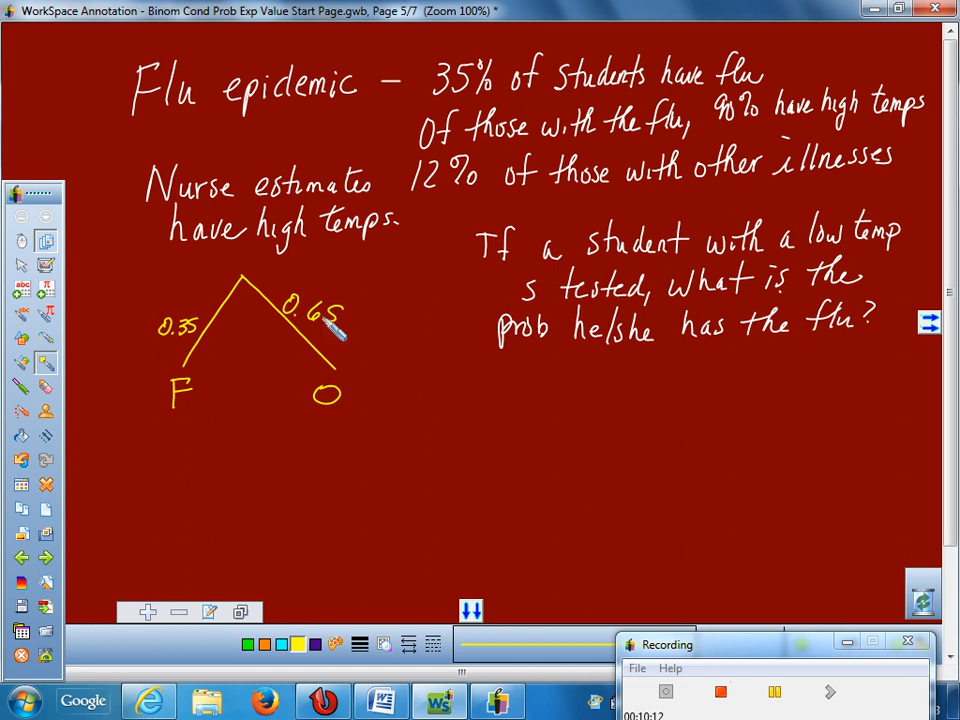 WorkSpace Annotation - Binom Cond Prob Exp Value Start Page.gwb, Page 5/7 (Zoom 100%) *
Flu epidemic - 35% of students have flu
Of those with the flu, 90% have high temps
Nurse estimates 12% of those with other illnesses
have high temps.
If a student with a low temp
s tested, what is the
prob he/she has the flu?
0.35
0.65
F
O
Recording
File Help
00:10:12
Google